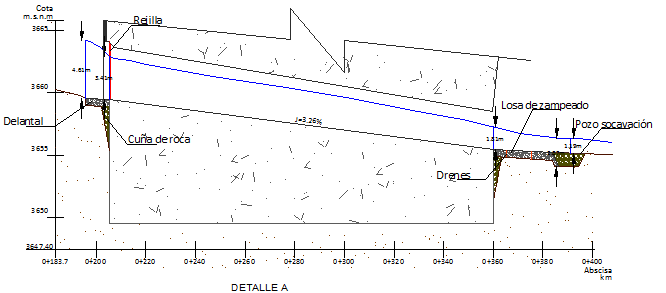 Cota
m.s.n.m
3665
Rejilla
4.61m
3.41m
3660
Losa de zampeado
J=3,26%
Delantal
Pozo socavación
Cuña de roca
1.81m
1.19m
3655
Drenes
3650
3647,40
0+183.7
0+200
0+220
0+240
0+260
0+280
0+300
0+320
0+340
0+360
0+380
0+400
Abscisa
km
DETALLE A